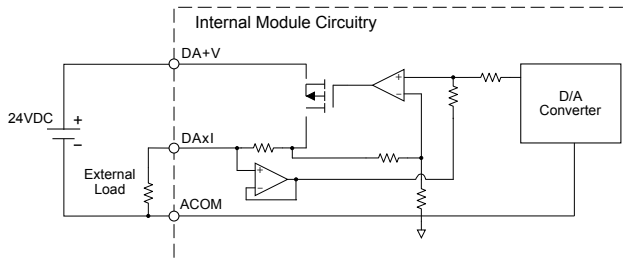 Internal Module Circuitry
DA+V
24VDC
+
−
DAxI
External
Load
ACOM
+
−
+
−
D/A
Converter